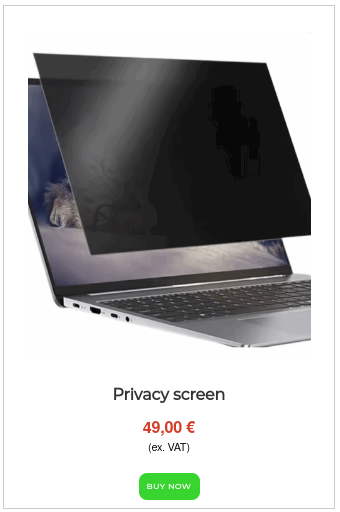 Privacy screen
49,00 €
(ex. VAT)
BUY NOW